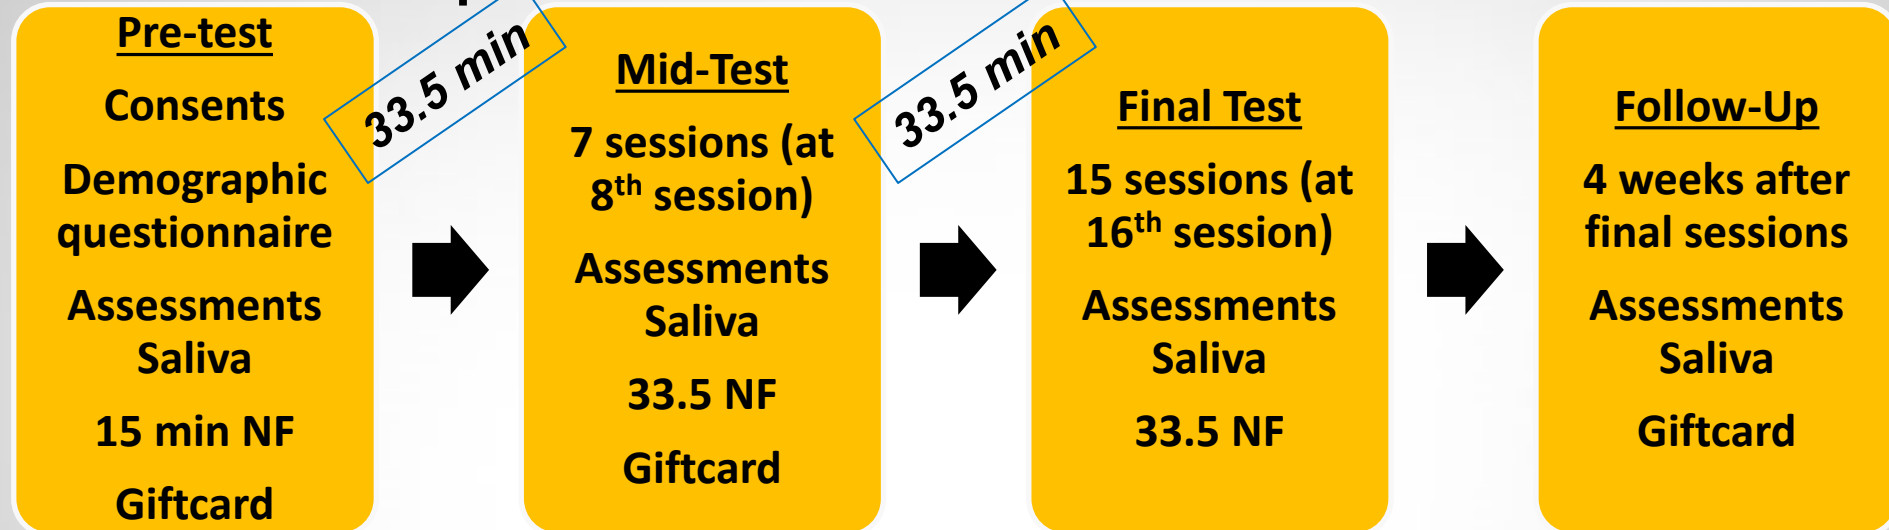 Pre-test
Consents
Demographic
questionnaire
Assessments
Saliva
15 min NF
Giftcard
33.5 min
Mid-Test
7 sessions (at
8th session)
Assessments
Saliva
33.5 NF
Giftcard
33.5 min
Final Test
15 sessions (at
16th session)
Assessments
Saliva
33.5 NF
Follow-Up
4 weeks after
final sessions
Assessments
Saliva
Giftcard